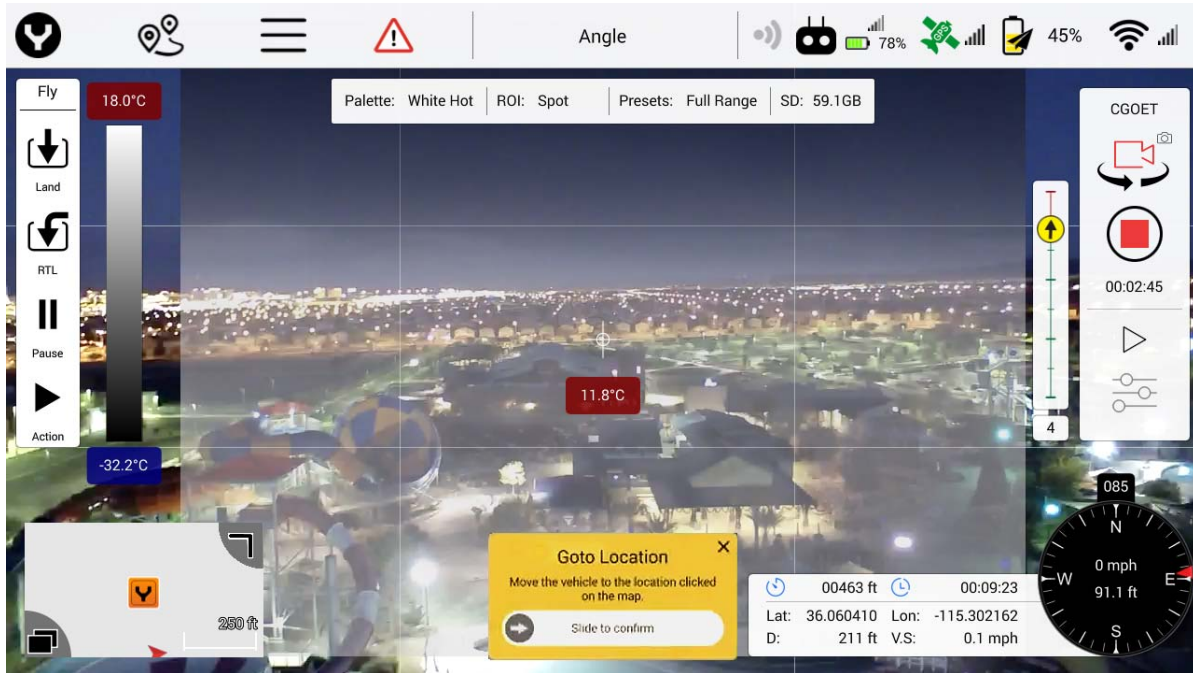 Angle
78%
GPS
45%
Fly
Land
RTL
Pause
Action
18.0°C
-32.2°C
Palette: White Hot ROI: Spot Presets: Full Range SD: 59.1GB
11.8°C
CGOET
00:02:45
4
085
N
W
E
S
0 mph
91.1 ft
250 ft
Goto Location
Move the vehicle to the location clicked
on the map.
Slide to confirm
00463 ft 00:09:23
Lat: 36.060410 Lon: -115.302162
D: 211 ft V.S: 0.1 mph